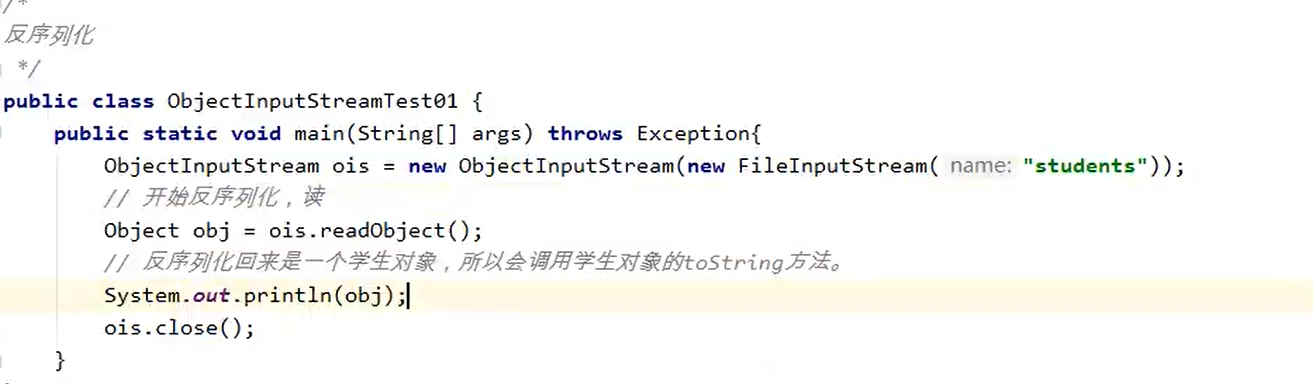 /*
反序列化
 */
public class ObjectInputStreamTest01 {
    public static void main(String[] args) throws Exception{
        ObjectInputStream ois = new ObjectInputStream(new FileInputStream( name: "students"));
        // 开始反序列化，读
        Object obj = ois.readObject();
        // 反序列化回来是一个学生对象，所以会调用学生对象的toString方法。
        System.out.println(obj);
        ois.close();
    }